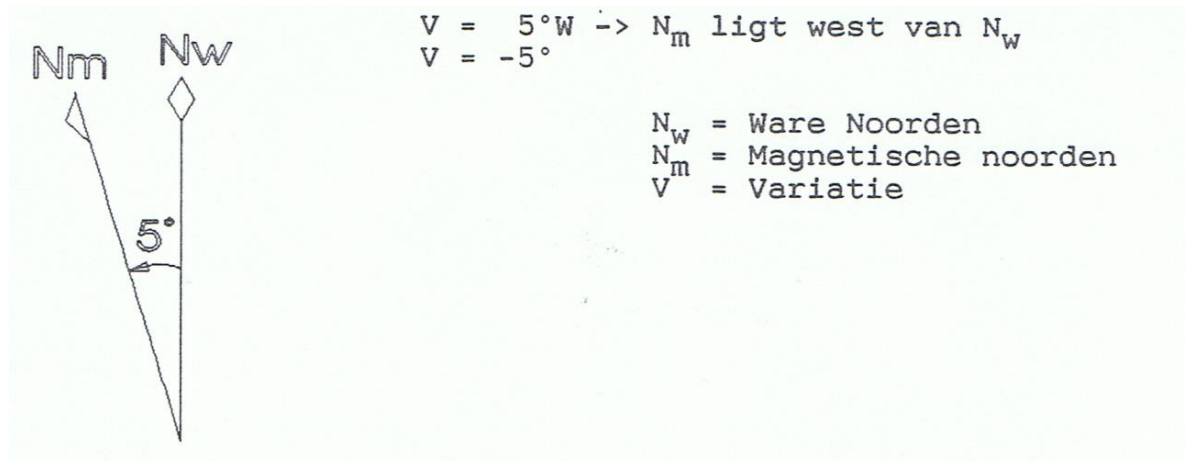 V = 5°W -> Nm ligt west van Nw
V = -5°
Nm Nw
Nw = Ware Noorden
Nm = Magnetische noorden
V = Variatie
5°